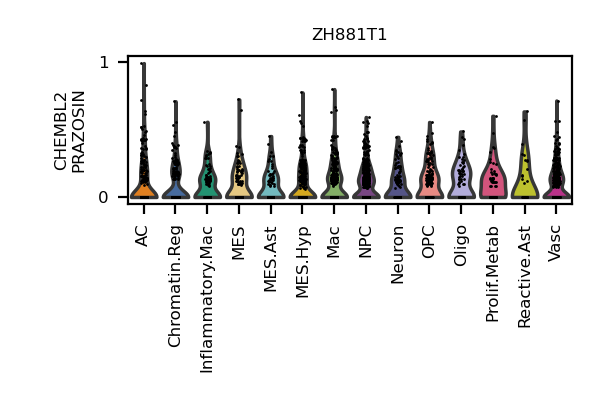 ZH881T1
CHEMBL2
PRAZOSIN
1
0
AC
Chromatin.Reg
Inflammatory.Mac
MES
MES.Ast
MES.Hyp
Mac
NPC
Neuron
OPC
Oligo
Prolif.Metab
Reactive.Ast
Vasc